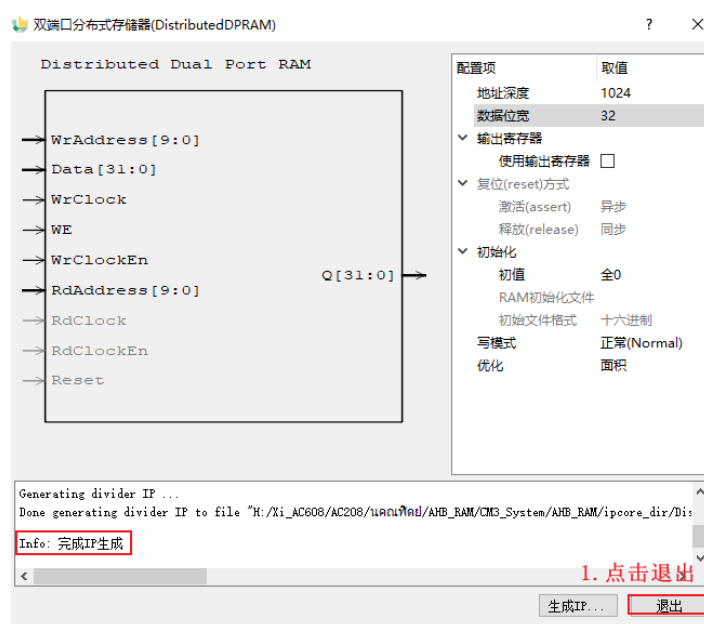 双端口分布式存储器(DistributedDPRAM)
?
Distributed Dual Port RAM
WrAddress[9:0]
Data[31:0]
WrClock
WE
WrClockEn
Q[31:0]
RdAddress[9:0]
RdClock
RdClockEn
Reset
配置项 取值
地址深度 1024
数据位宽 32
输出寄存器
使用输出寄存器
复位(reset)方式
激活(assert) 异步
释放(release) 同步
初始化
初值 全0
RAM初始化文件
初始文件格式 十六进制
写模式 正常(Normal)
优化 面积
Generating divider IP ...
Done generating divider IP to file "H:/Xi_AC608/AC208/แคณฑิตย์/AHB_RAM/CM3_System/AHB_RAM/ipcore_dir/Dis
Info: 完成IP生成
1. 点击退出
生成IP...
退出